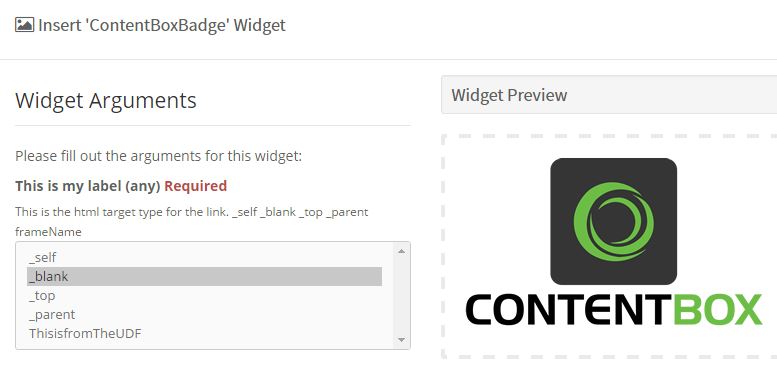 Insert 'ContentBoxBadge' Widget
Widget Arguments
Please fill out the arguments for this widget:
This is my label (any) Required
This is the html target type for the link. _self _blank _top _parent
frameName
_self
_blank
_top
_parent
ThisisfromTheUDF
Widget Preview
CONTENTBOX